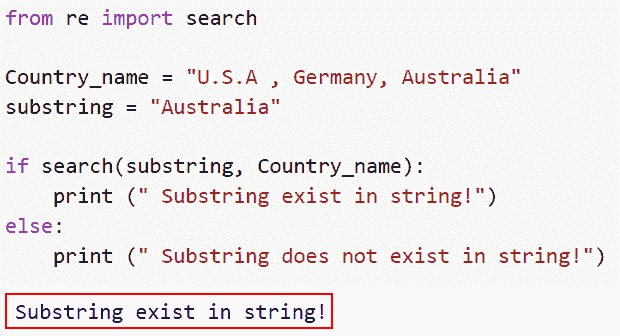 from re import search
Country_name = "U.S.A , Germany, Australia"
substring = "Australia"
if search(substring, Country_name):
    print (" Substring exist in string!")
else:
    print (" Substring does not exist in string!")
Substring exist in string!